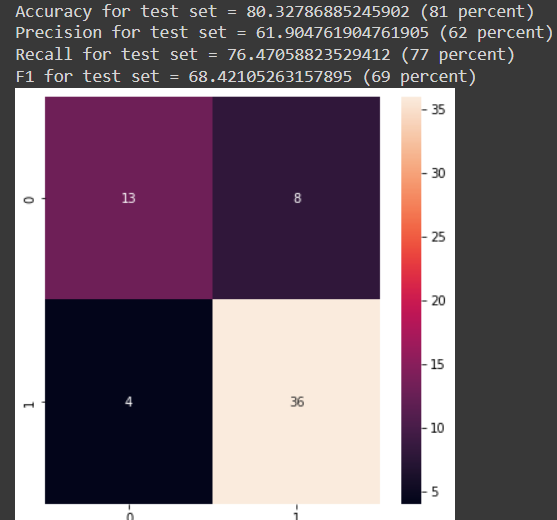 Accuracy for test set = 80.32786885245902 (81 percent)
Precision for test set = 61.904761904761905 (62 percent)
Recall for test set = 76.47058823529412 (77 percent)
F1 for test set = 68.42105263157895 (69 percent)
35
0 13 8
30
25
20
15
1 4 36
10
5
0 1